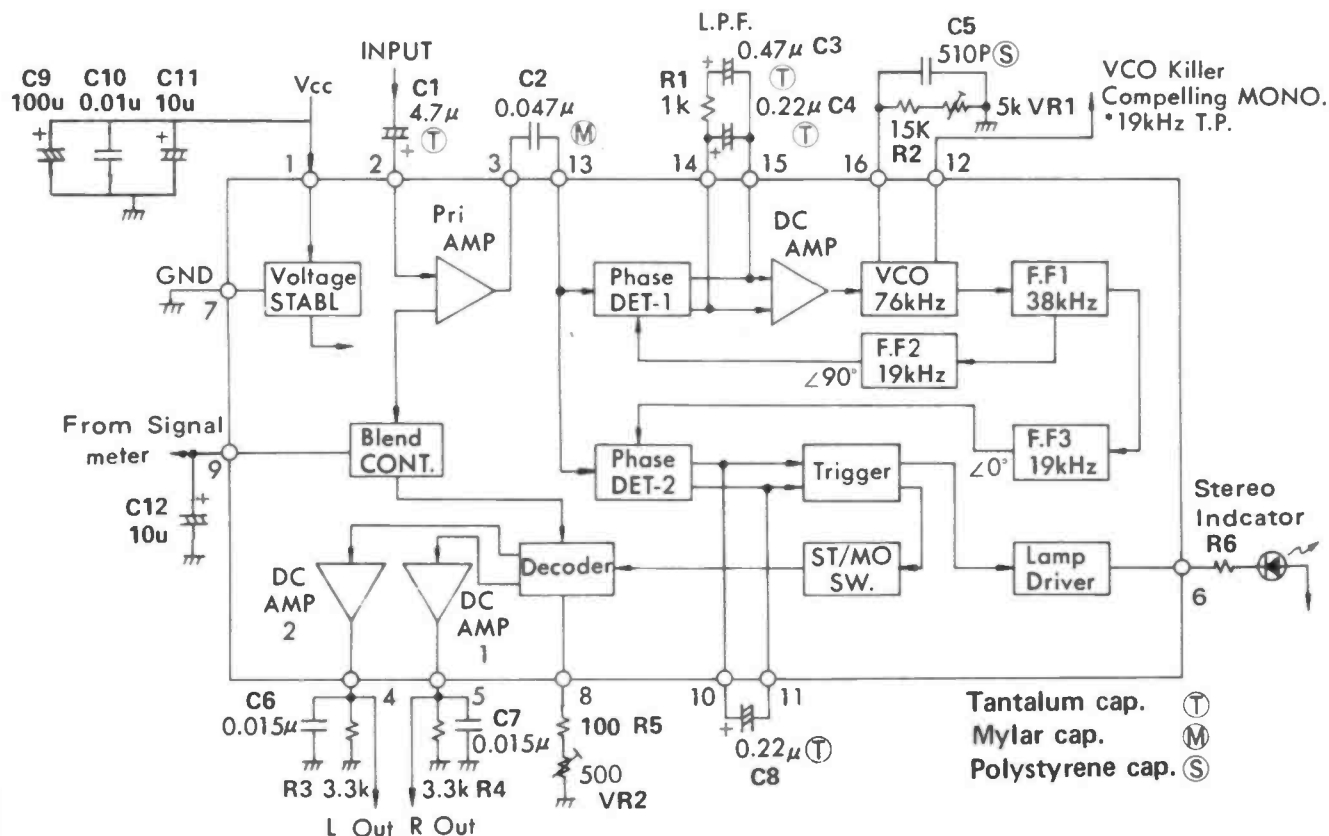 L.P.F.
INPUT
C5
510P Ⓢ
0.47µ C3
Ⓣ
C9
100u
C10
0.01u
C11
10u
Vcc
C1
4.7µ
Ⓣ
C2
0.047µ
Ⓜ
R1
1k
0.22µ C4
Ⓣ
5k VR1
15K
R2
VCO Killer
Compelling MONO.
*19kHz T.P.
+
+
+
+
+
1
2
3
13
14
15
16
12
Pri
AMP
DC
AMP
GND
7
Voltage
STABL
Phase
DET-1
VCO
76kHz
F.F1
38kHz
∠90°
F.F2
19kHz
From Signal
meter
9
Blend
CONT.
Phase
DET-2
Trigger
∠0°
F.F3
19kHz
C12
10u
+
Stereo
Indcator
R6
DC
AMP
2
DC
AMP
1
Decoder
ST/MO
SW.
Lamp
Driver
6
C6
0.015µ
4
5
C7
0.015µ
8
10
11
100 R5
+
0.22µ Ⓣ
C8
500
VR2
R3 3.3k
3.3k R4
L Out
R Out
Tantalum cap. Ⓣ
Mylar cap. Ⓜ
Polystyrene cap. Ⓢ